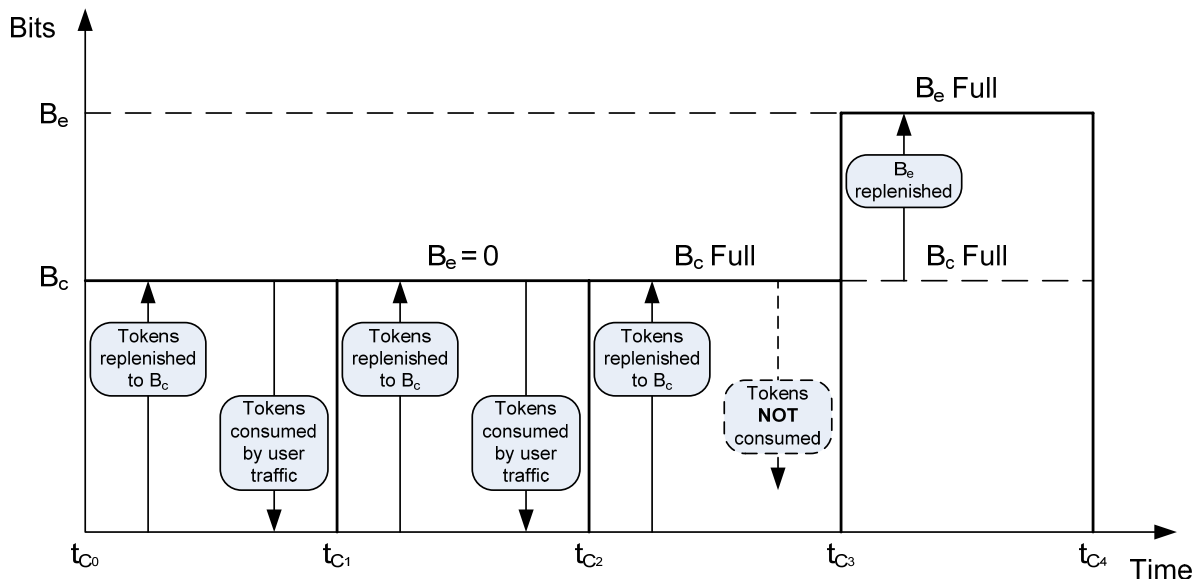 Bits
Be Full
Be
Be
replenished
Be = 0
Bc Full
Bc Full
Bc
Tokens
replenished
to Bc
Tokens
consumed
by user
traffic
Tokens
replenished
to Bc
Tokens
consumed
by user
traffic
Tokens
replenished
to Bc
Tokens
NOT
consumed
tC0
tC1
tC2
tC3
tC4
Time